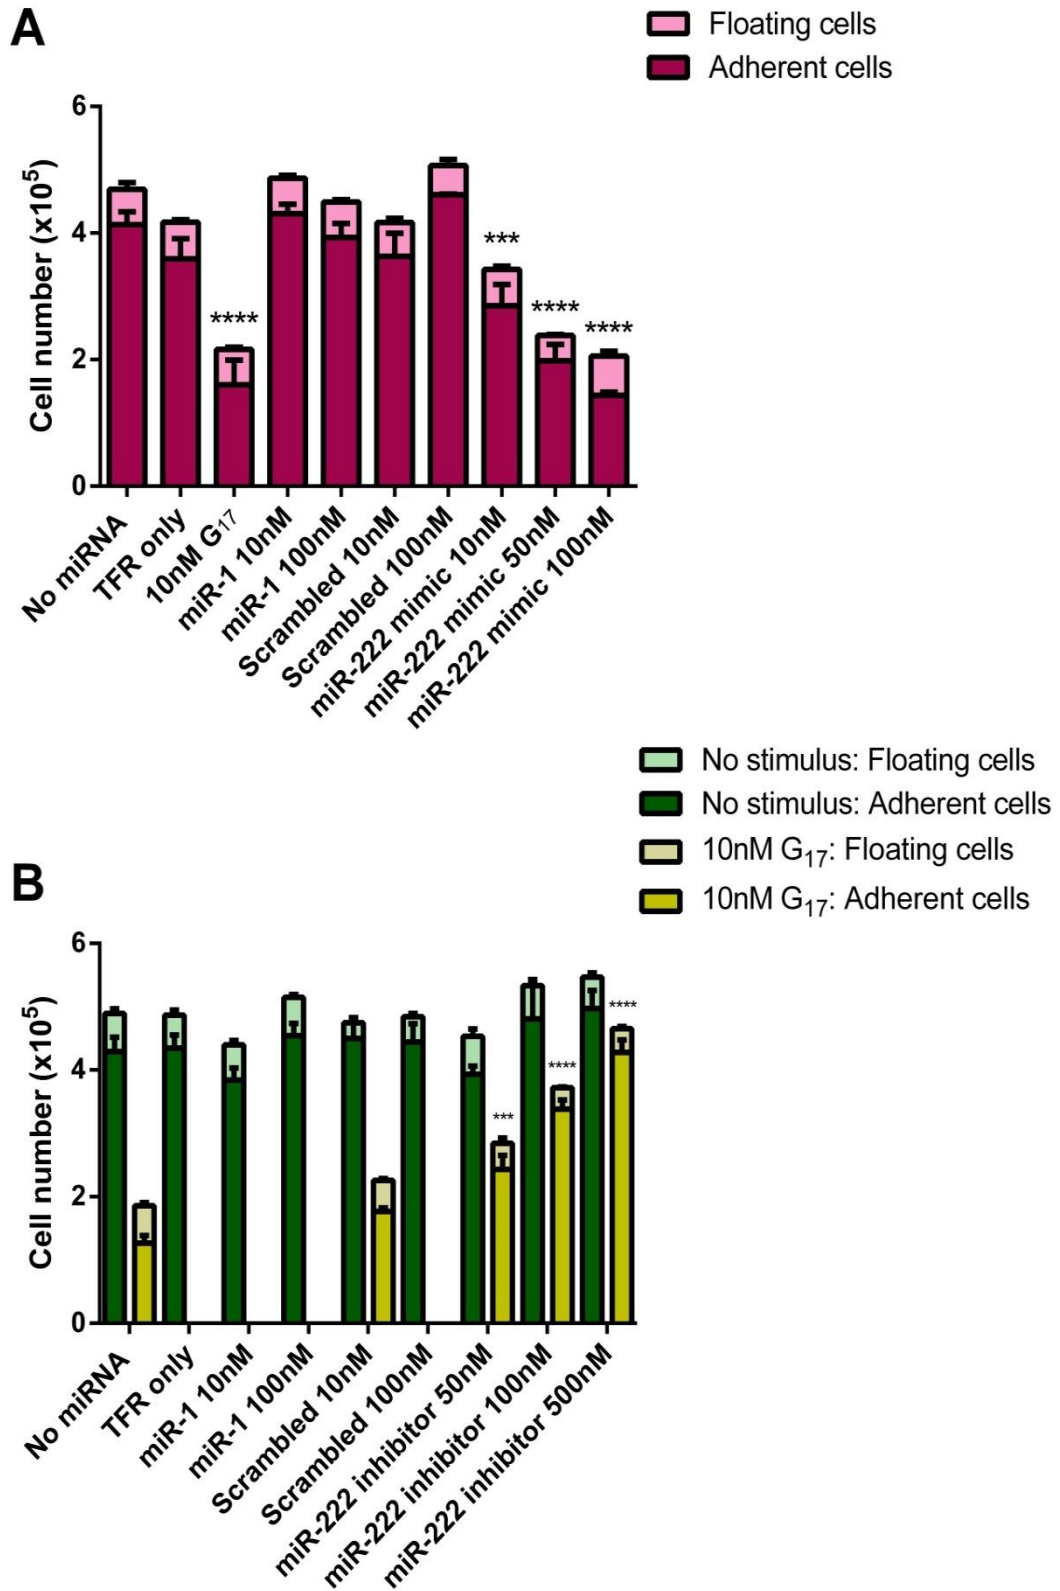 A
Floating cells
Adherent cells
Cell number (x10⁵)
6
4
2
0
****
***
****
****
No miRNA
TFR only
10nM G17
miR-1 10nM
miR-1 100nM
Scrambled 10nM
Scrambled 100nM
miR-222 mimic 10nM
miR-222 mimic 50nM
miR-222 mimic 100nM
No stimulus: Floating cells
No stimulus: Adherent cells
10nM G₁₇: Floating cells
10nM G₁₇: Adherent cells
B
Cell number (x10⁵)
6
4
2
0
***
****
****
No miRNA
TFR only
miR-1 10nM
miR-1 100nM
Scrambled 10nM
Scrambled 100nM
miR-222 inhibitor 50nM
miR-222 inhibitor 100nM
miR-222 inhibitor 500nM